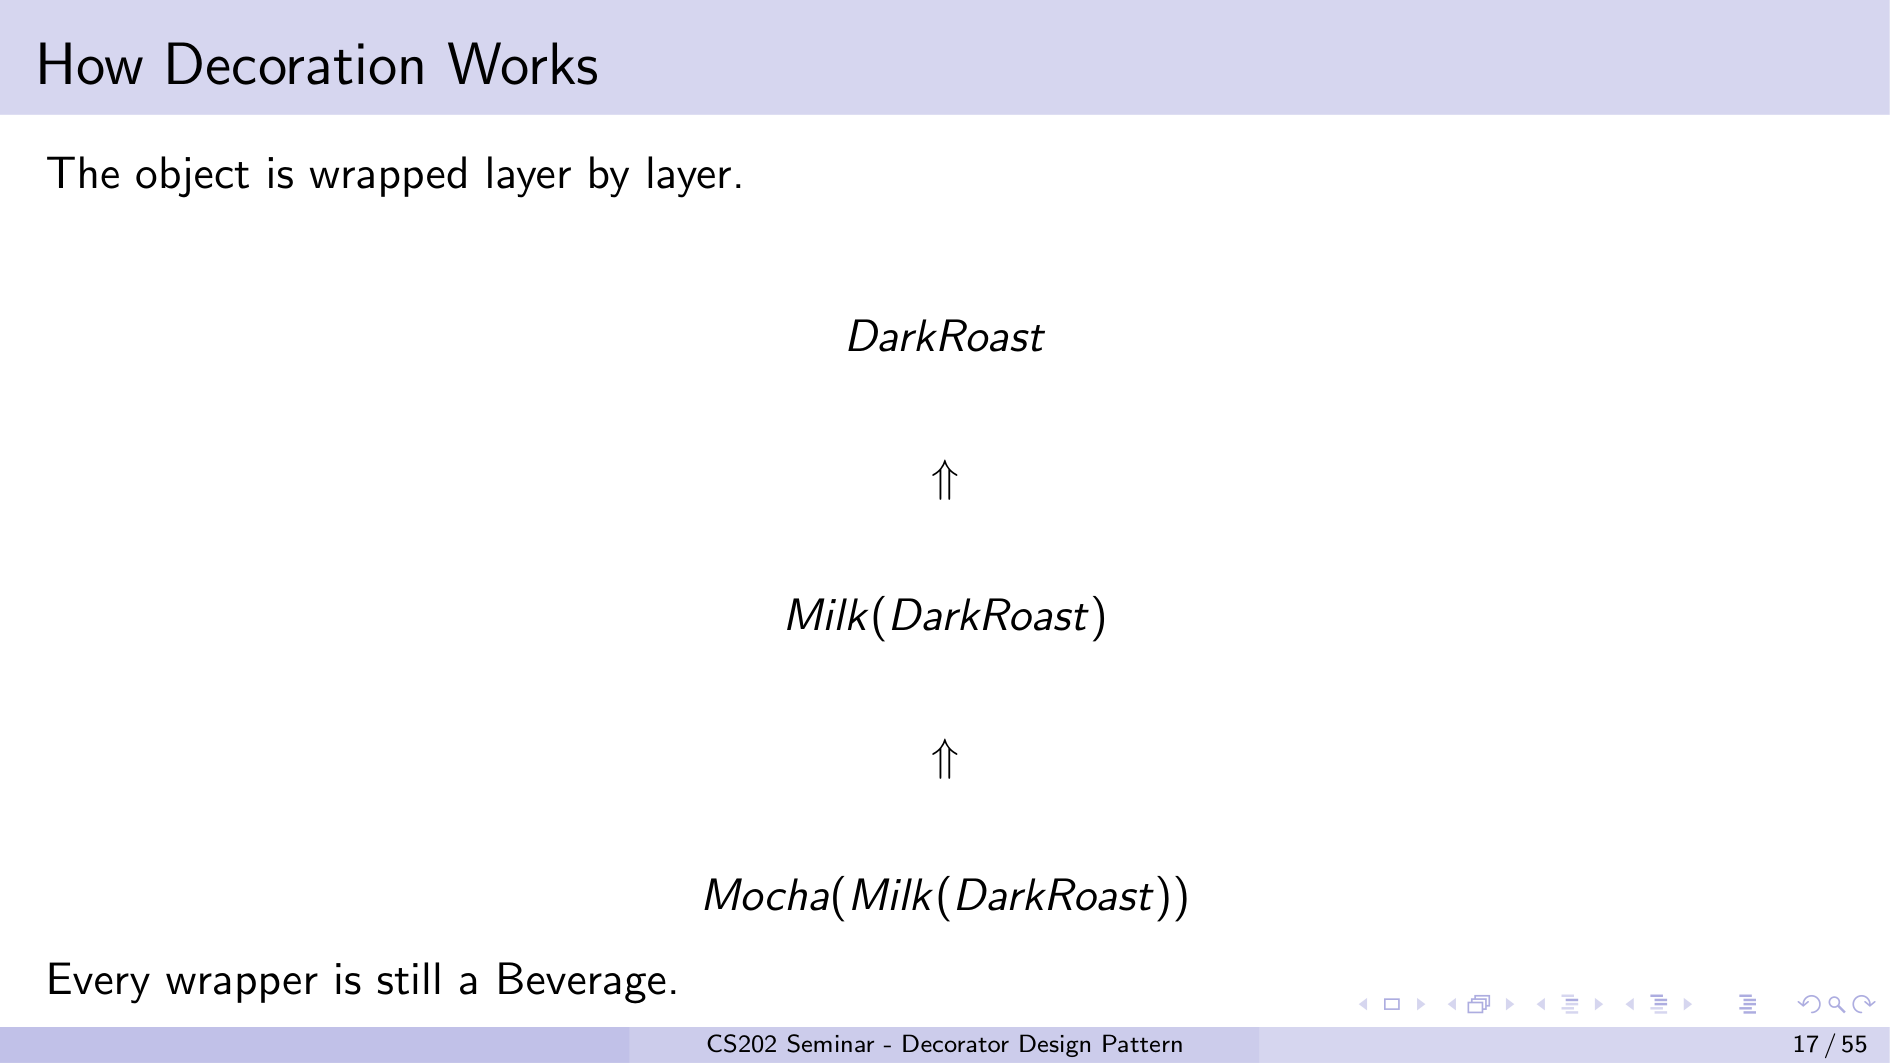 How Decoration Works
The object is wrapped layer by layer.
DarkRoast
⇑
Milk(DarkRoast)
⇑
Mocha(Milk(DarkRoast))
Every wrapper is still a Beverage.
CS202 Seminar - Decorator Design Pattern
17 / 55